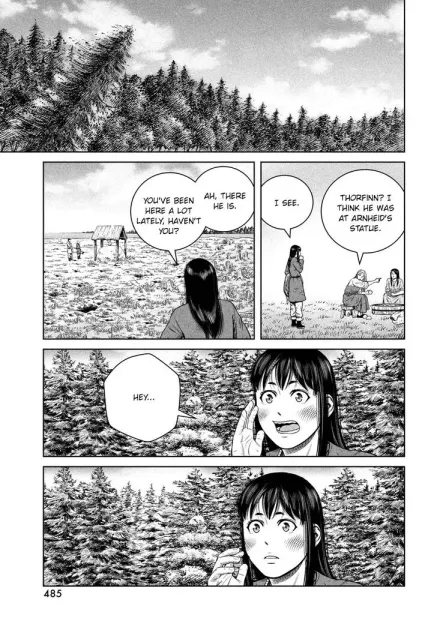 THORFINN? I
THINK HE WAS
AT ARNHEID'S
STATUE.
I SEE.
AH, THERE
HE IS.
YOU'VE BEEN
HERE A LOT
LATELY, HAVEN'T
YOU?
HEY...
485